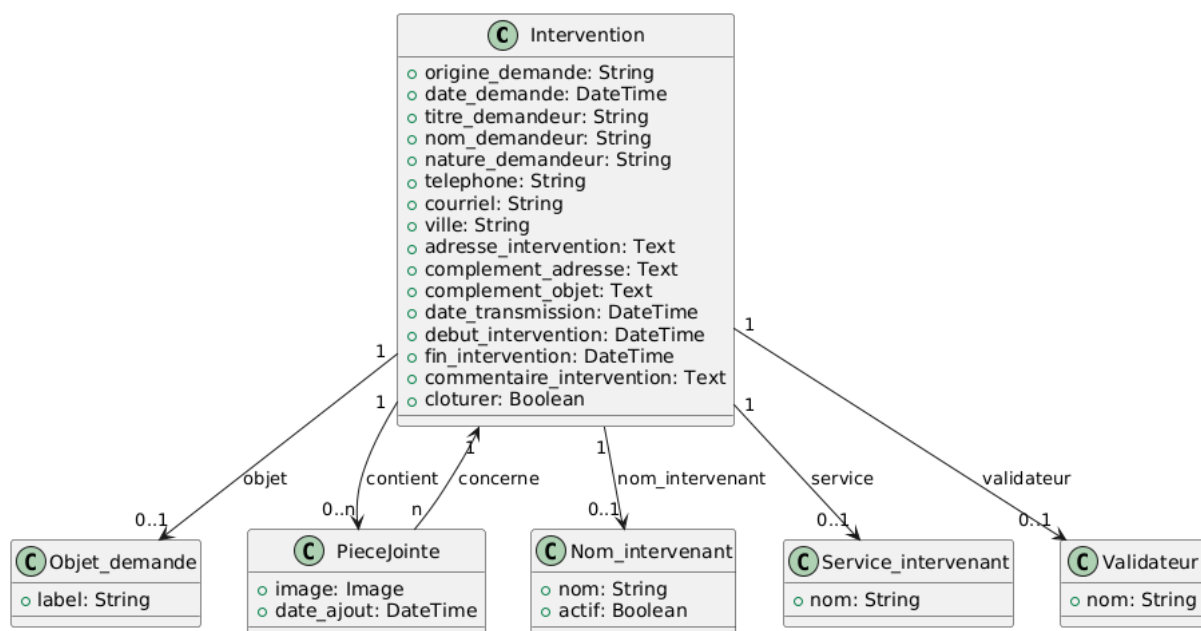 C Intervention
origine_demande: String
date_demande: DateTime
titre_demandeur: String
nom_demandeur: String
nature_demandeur: String
telephone: String
courriel: String
ville: String
adresse_intervention: Text
complement_adresse: Text
complement_objet: Text
date_transmission: DateTime
debut_intervention: DateTime
fin_intervention: DateTime
commentaire_intervention: Text
cloturer: Boolean
1
1
1
1
1
1
objet
contient
concerne
nom_intervenant
service
validateur
0..1
0..n
n
0..1
0..1
0..1
C Objet_demande
label: String
C PieceJointe
image: Image
date_ajout: DateTime
C Nom_intervenant
nom: String
actif: Boolean
C Service_intervenant
nom: String
C Validateur
nom: String